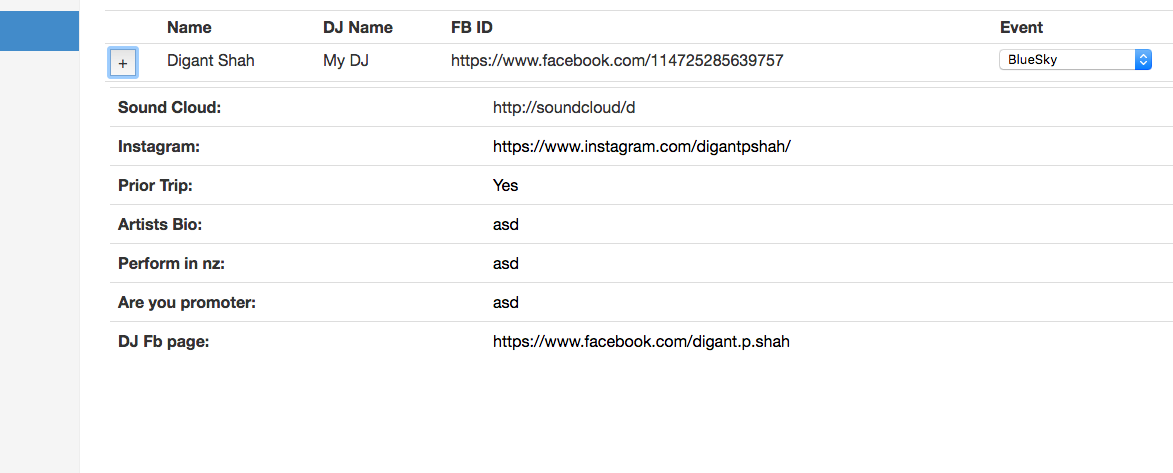 Name DJ Name FB ID Event
+ Digant Shah My DJ https://www.facebook.com/114725285639757 BlueSky
Sound Cloud: http://soundcloud/d
Instagram: https://www.instagram.com/digantpshah/
Prior Trip: Yes
Artists Bio: asd
Perform in nz: asd
Are you promoter: asd
DJ Fb page: https://www.facebook.com/digant.p.shah